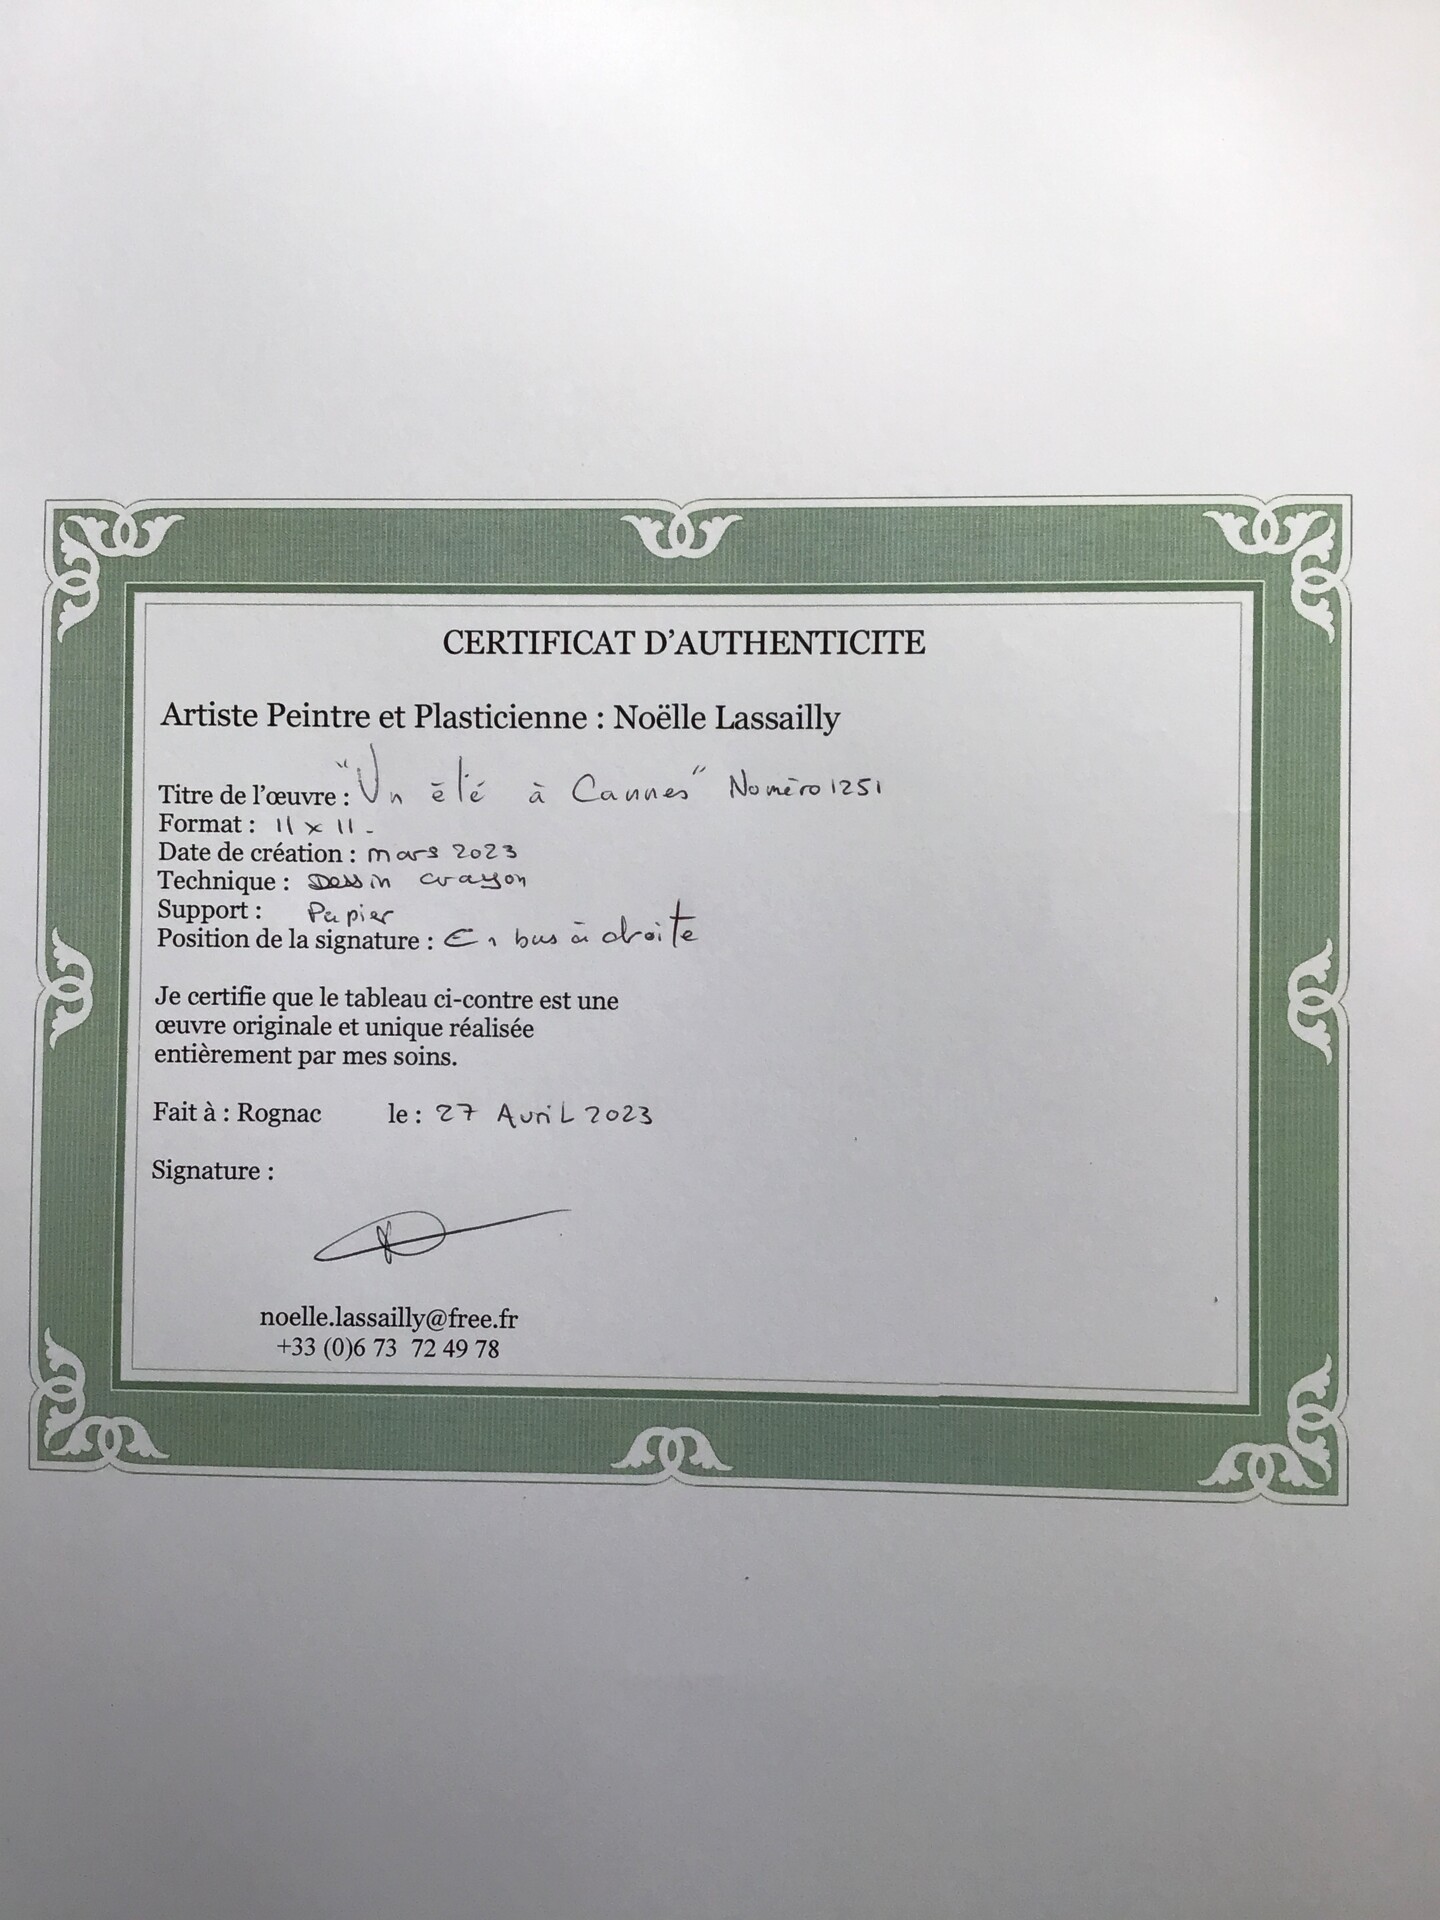 CERTIFICAT D'AUTHENTICITE
Artiste Peintre et Plasticienne : Noëlle Lassailly
Titre de l'œuvre : "Un été à Cannes" Noméro 1251
Format : 11 x 11 -
Date de création : mars 2023
Technique : Dessin crayon
Support : Papier
Position de la signature : En bas à droite
Je certifie que le tableau ci-contre est une
œuvre originale et unique réalisée
entièrement par mes soins.
Fait à : Rognac le : 27 Avril 2023
Signature :
noelle.lassailly@free.fr
+33 (0)6 73 72 49 78